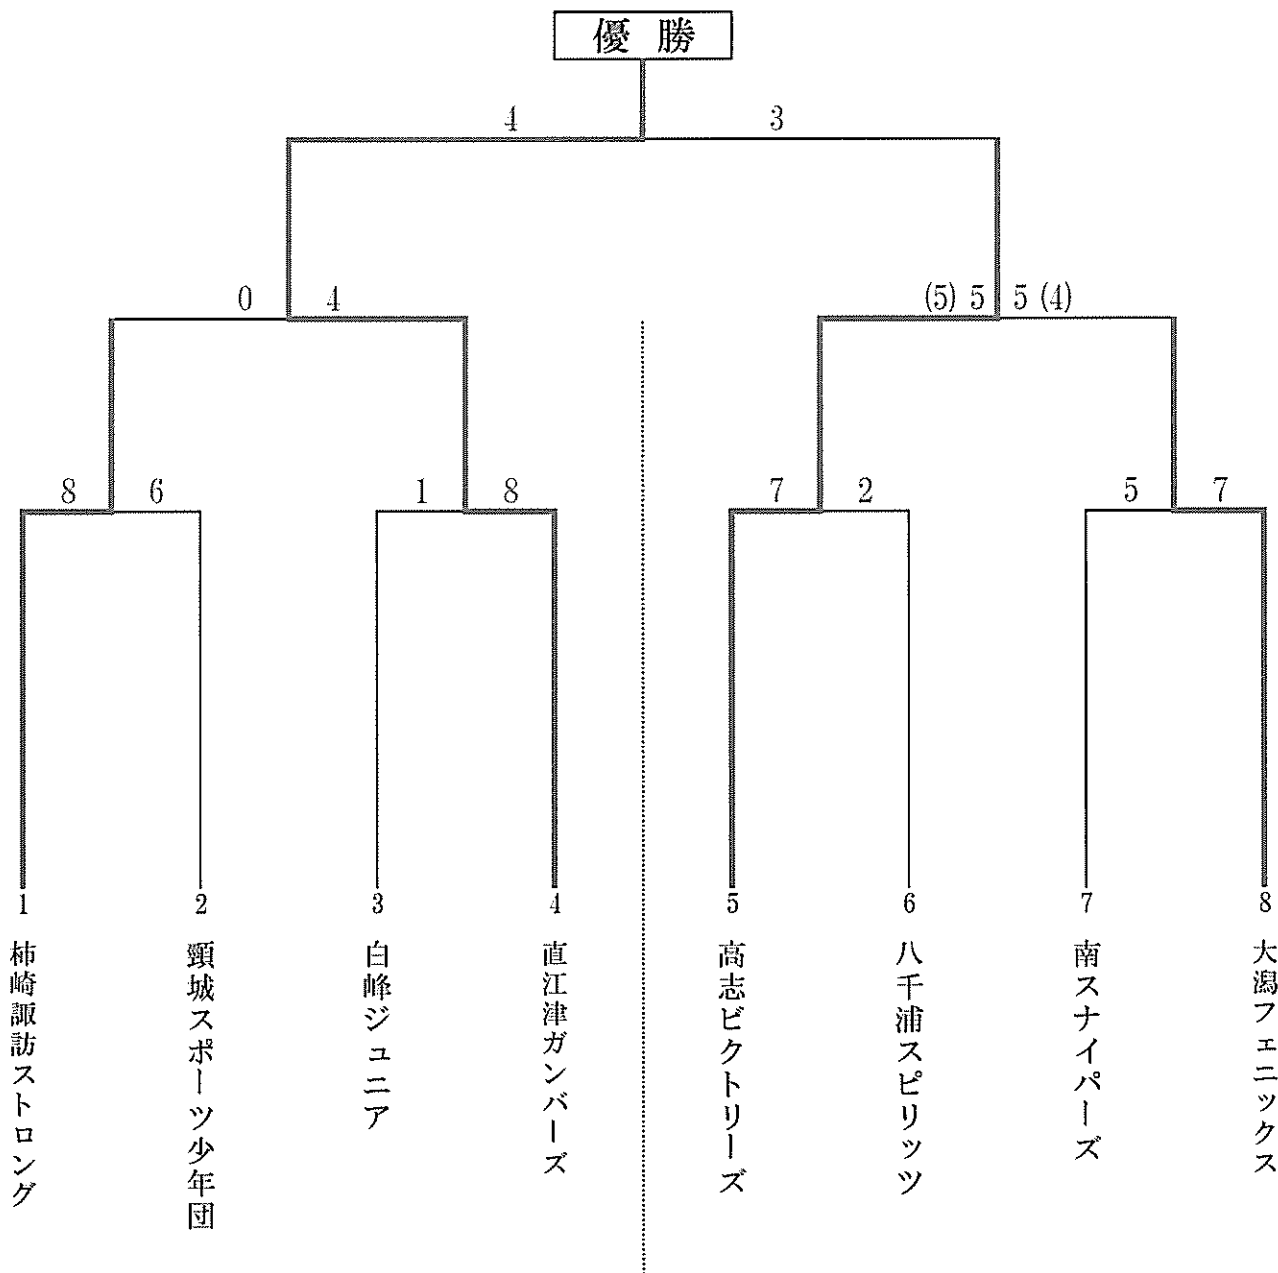 優 勝
4 3
0 4 (5) 5 5 (4)
8 6 1 8 7 2 5 7
1 2 3 4 5 6 7 8
柿崎諏訪ストロング
頸城スポーツ少年団
白峰ジュニア
直江津ガンバーズ
高志ビクトリーズ
八千浦スピリッツ
南スナイパーズ
大潟フェニックス